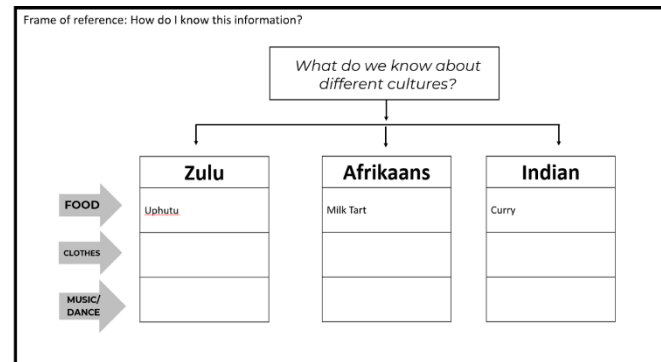 Frame of reference: How do I know this information?
What do we know about
different cultures?
Zulu
Afrikaans
Indian
FOOD
Uphutu
Milk Tart
Curry
CLOTHES
MUSIC/
DANCE